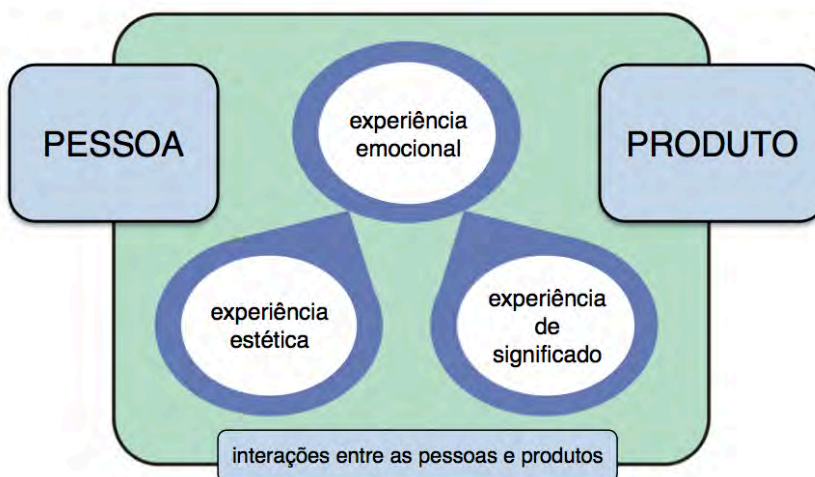 PESSOA
experiência
emocional
PRODUTO
experiência
estética
experiência
de
significado
interações entre as pessoas e produtos